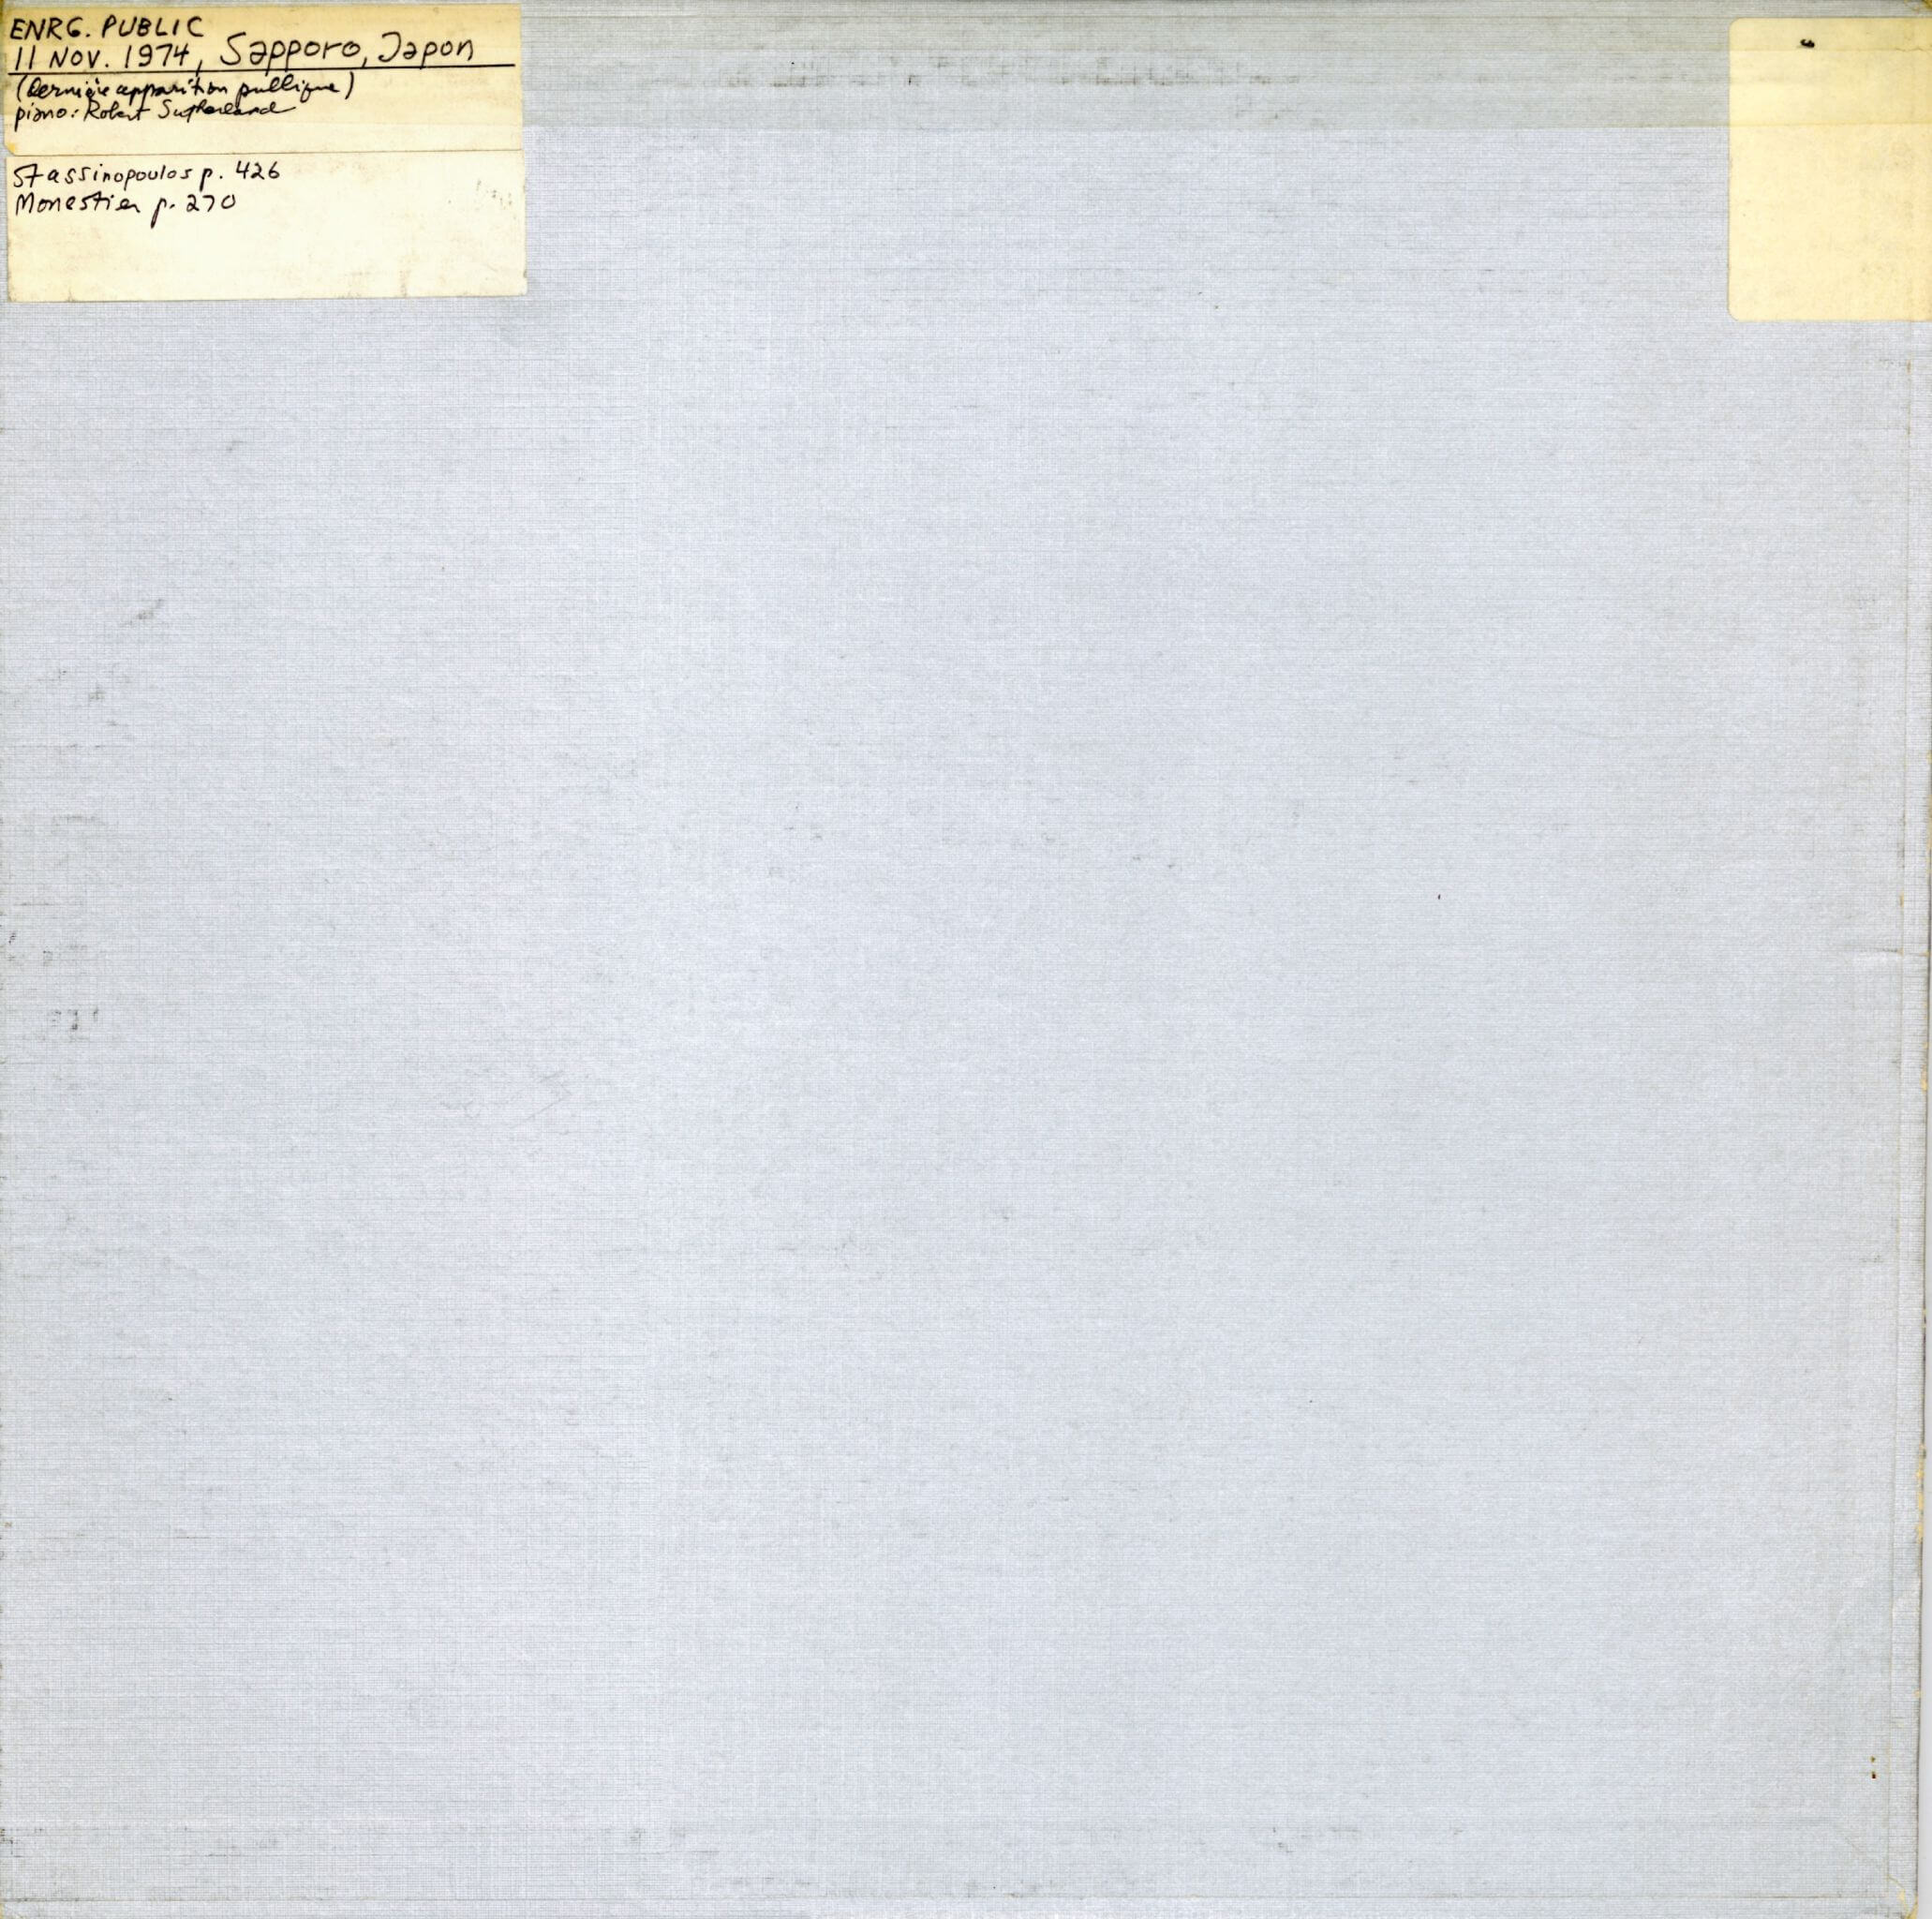 ENRG. PUBLIC
11 NOV. 1974, Sapporo, Japon
(Dernière apparition publique)
piano: Robert Sutherland
Stassinopoulos p. 426
Monestier p. 270